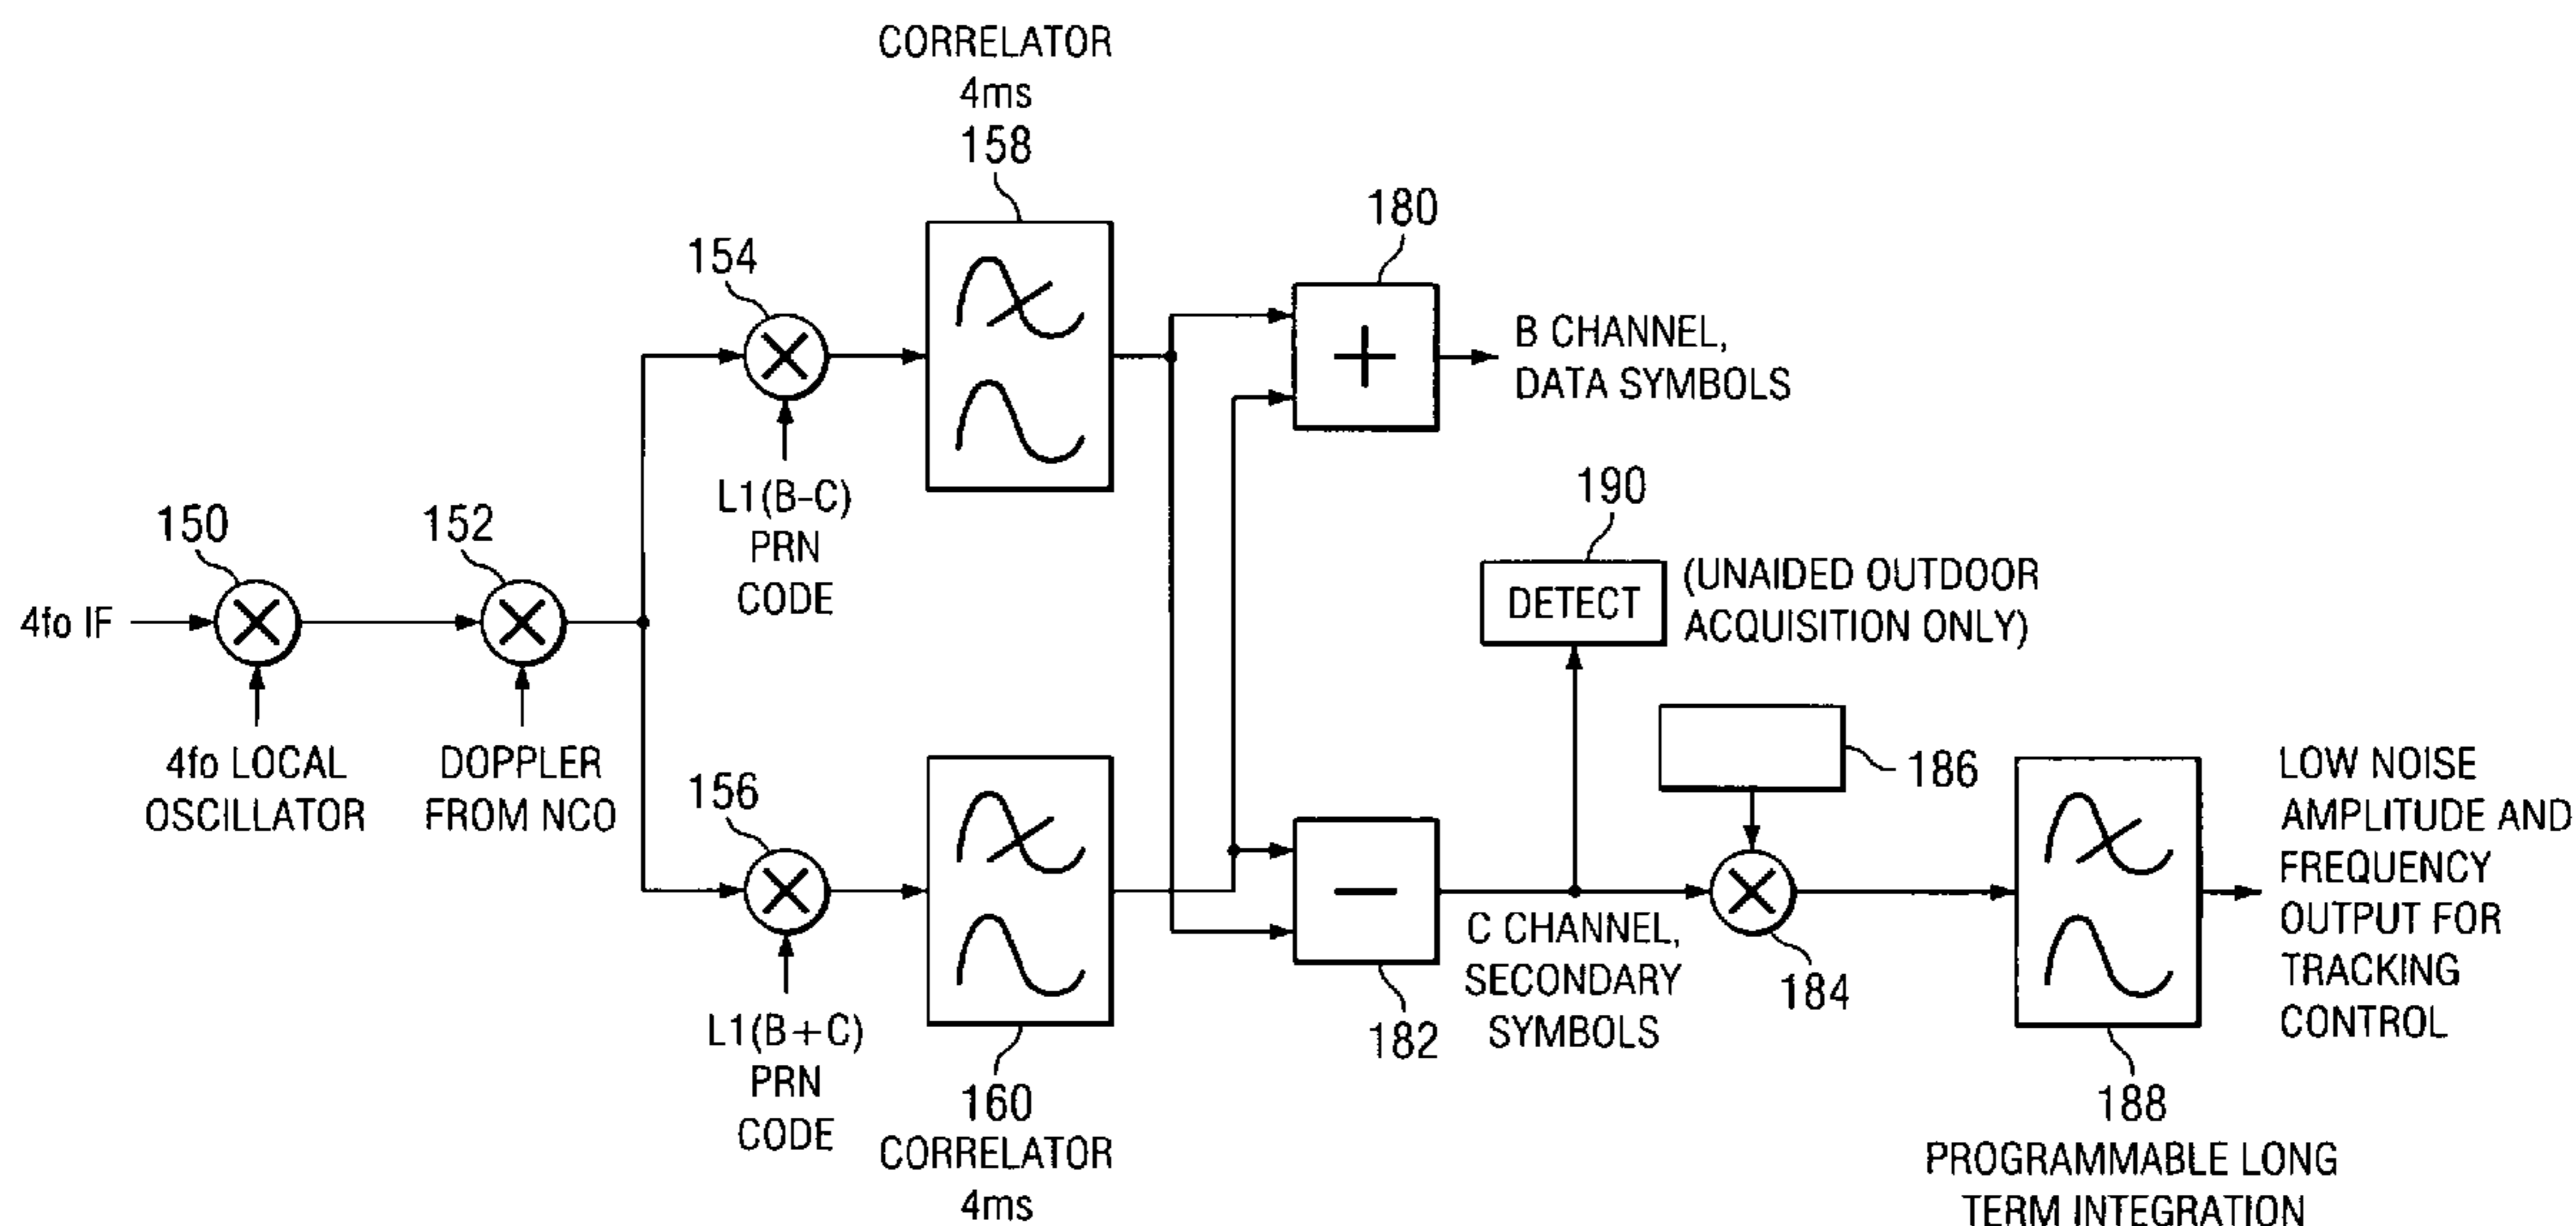 CORRELATOR
4ms
158
180
154
B CHANNEL,
DATA SYMBOLS
L1(B-C)
PRN
CODE
190
DETECT
(UNAIDED OUTDOOR
ACQUISITION ONLY)
150
152
4fo IF
4fo LOCAL
OSCILLATOR
DOPPLER
FROM NCO
156
186
LOW NOISE
AMPLITUDE AND
FREQUENCY
OUTPUT FOR
TRACKING
CONTROL
C CHANNEL,
SECONDARY
SYMBOLS
182
184
L1(B+C)
PRN
CODE
160
CORRELATOR
4ms
188
PROGRAMMABLE LONG
TERM INTEGRATION